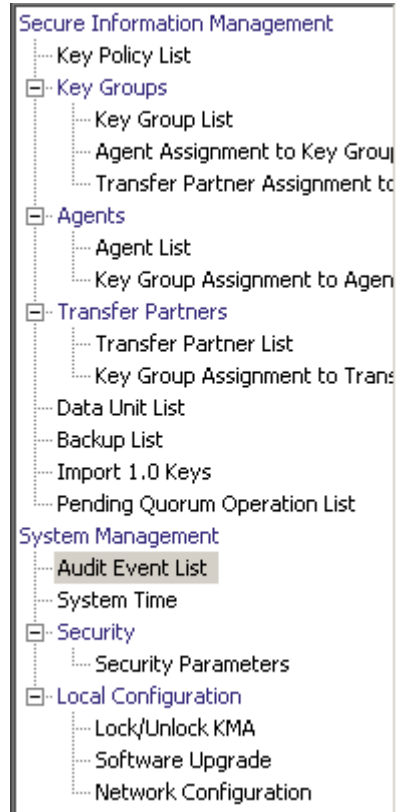 Secure Information Management
Key Policy List
Key Groups
Key Group List
Agent Assignment to Key Group
Transfer Partner Assignment to
Agents
Agent List
Key Group Assignment to Agen
Transfer Partners
Transfer Partner List
Key Group Assignment to Trans
Data Unit List
Backup List
Import 1.0 Keys
Pending Quorum Operation List
System Management
Audit Event List
System Time
Security
Security Parameters
Local Configuration
Lock/Unlock KMA
Software Upgrade
Network Configuration